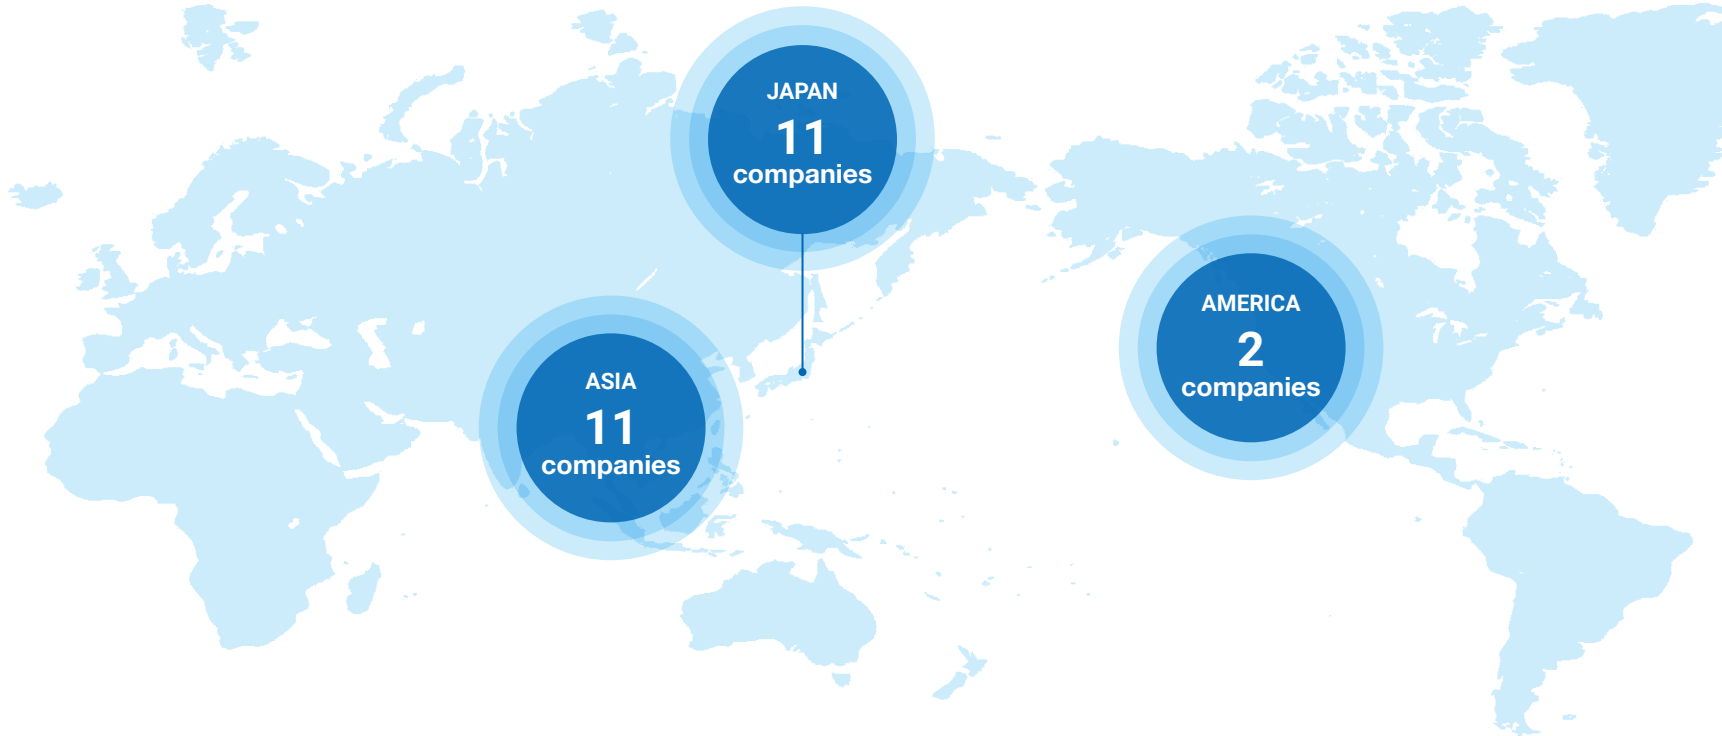 JAPAN
11
companies
AMERICA
2
companies
ASIA
11
companies